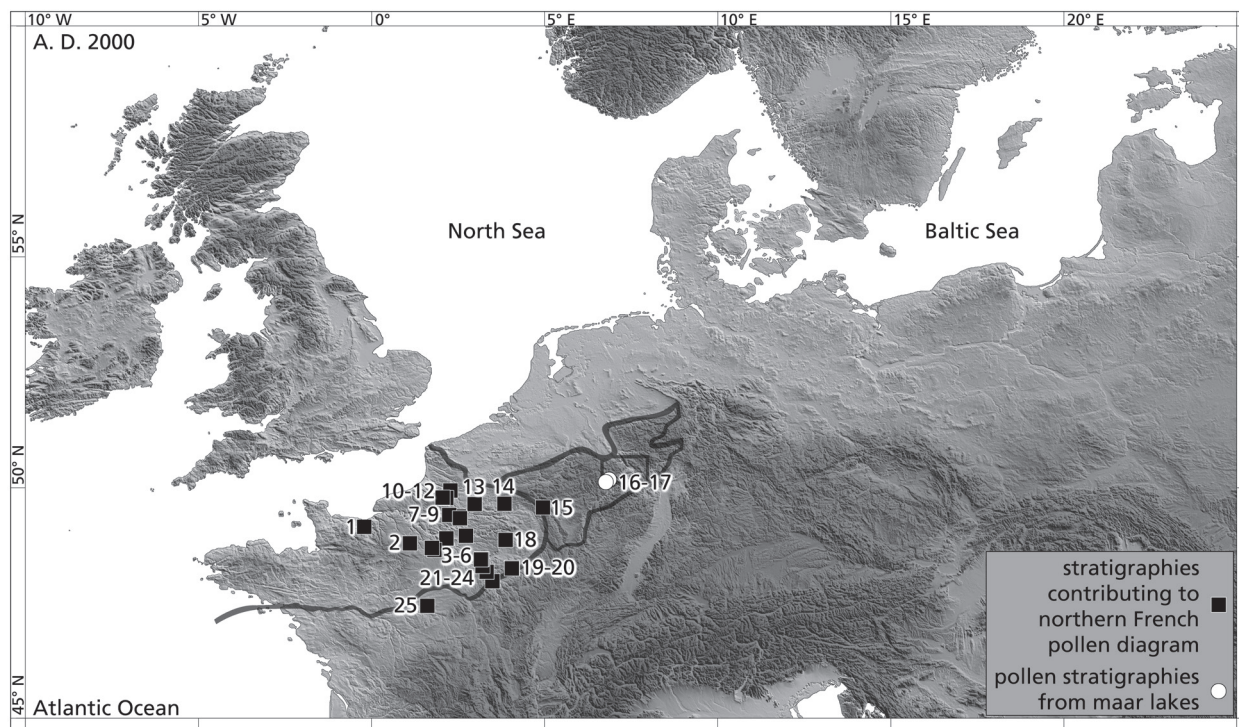 10° W
5° W
0°
5° E
10° E
15° E
20° E
A. D. 2000
55° N
North Sea
Baltic Sea
50° N
10-12
13
14
16-17
7-9
15
1
2
18
3-6
19-20
21-24
25
stratigraphies
contributing to
northern French
pollen diagram
pollen stratigraphies
from maar lakes
45° N
Atlantic Ocean